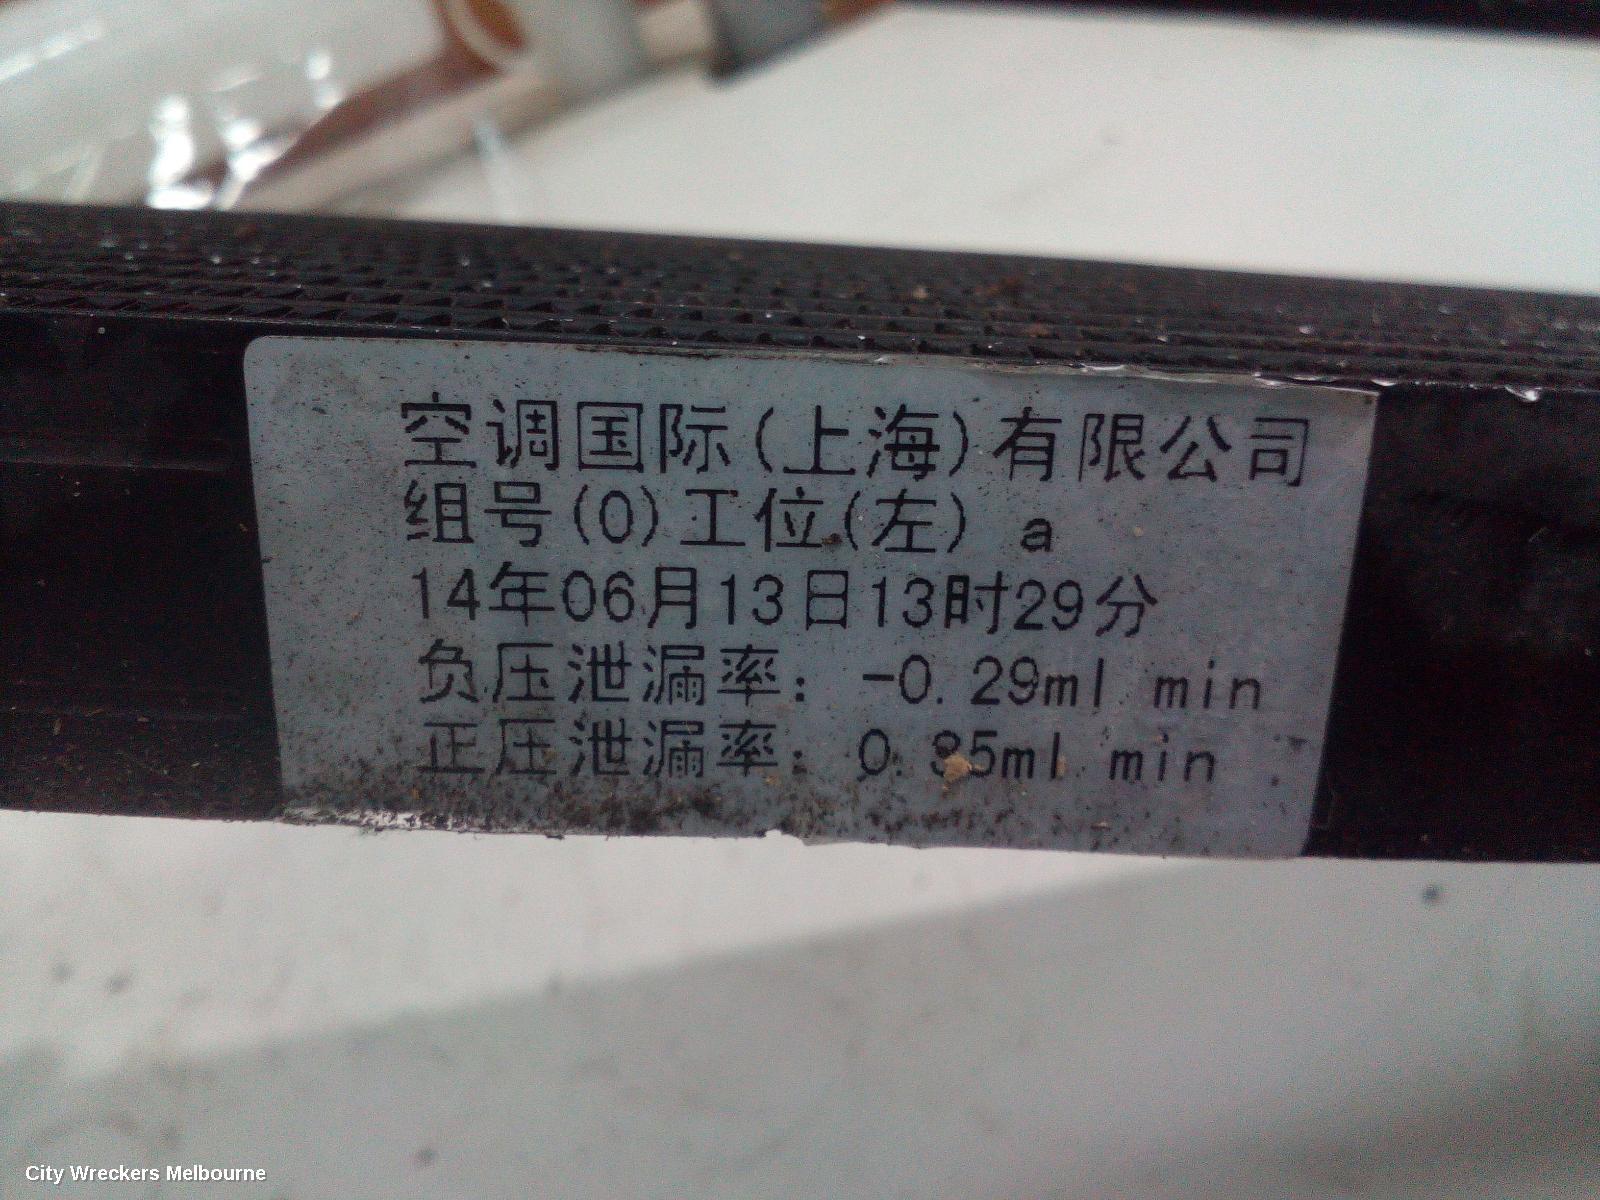 空调国际(上海)有限公司
组号(0)工位(左) a
14年06月13日13时29分
负压泄漏率: -0.29ml min
正压泄漏率: 0.35ml min
City Wreckers Melbourne